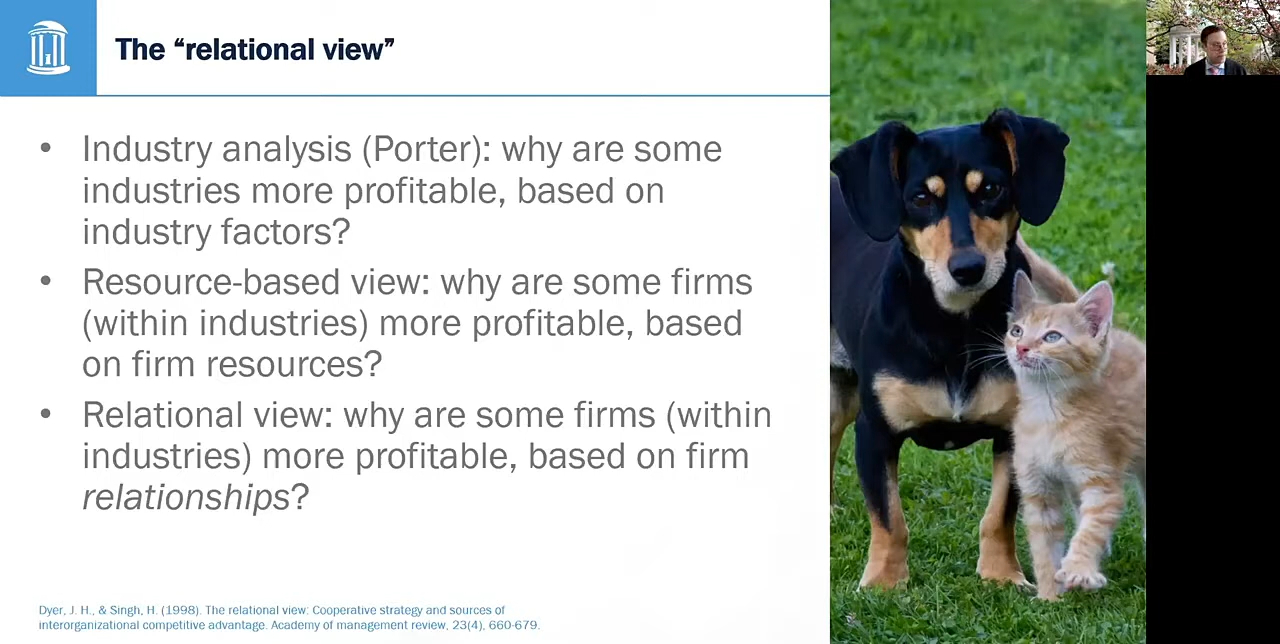 The “relational view”
• Industry analysis (Porter): why are some
industries more profitable, based on
industry factors?
• Resource-based view: why are some firms
(within industries) more profitable, based
on firm resources?
• Relational view: why are some firms (within
industries) more profitable, based on firm
relationships?
Dyer, J. H., & Singh, H. (1998). The relational view: Cooperative strategy and sources of
interorganizational competitive advantage. Academy of management review, 23(4), 660-679.